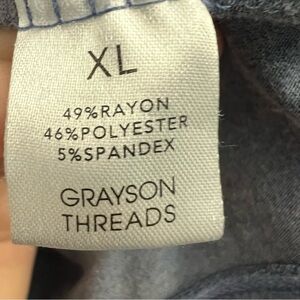 XL
49%RAYON
46%POLYESTER
5%SPANDEX
GRAYSON
THREADS